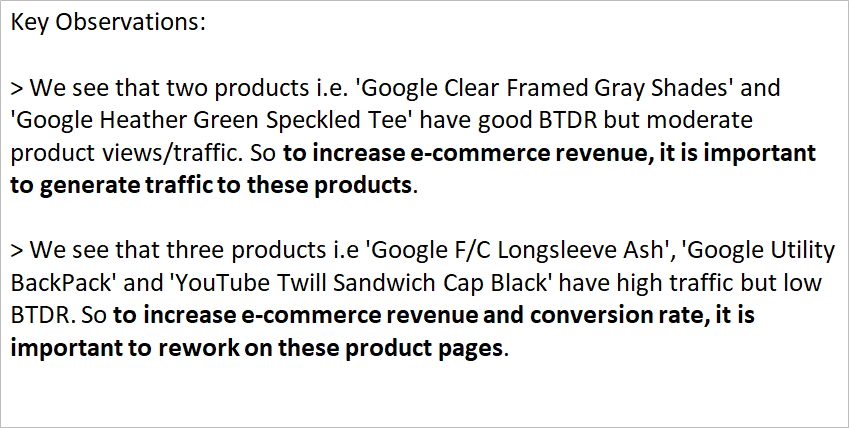 Key Observations:
> We see that two products i.e. 'Google Clear Framed Gray Shades' and
'Google Heather Green Speckled Tee' have good BTDR but moderate
product views/traffic. So to increase e-commerce revenue, it is important
to generate traffic to these products.
> We see that three products i.e 'Google F/C Longsleeve Ash', 'Google Utility
BackPack' and 'YouTube Twill Sandwich Cap Black' have high traffic but low
BTDR. So to increase e-commerce revenue and conversion rate, it is
important to rework on these product pages.